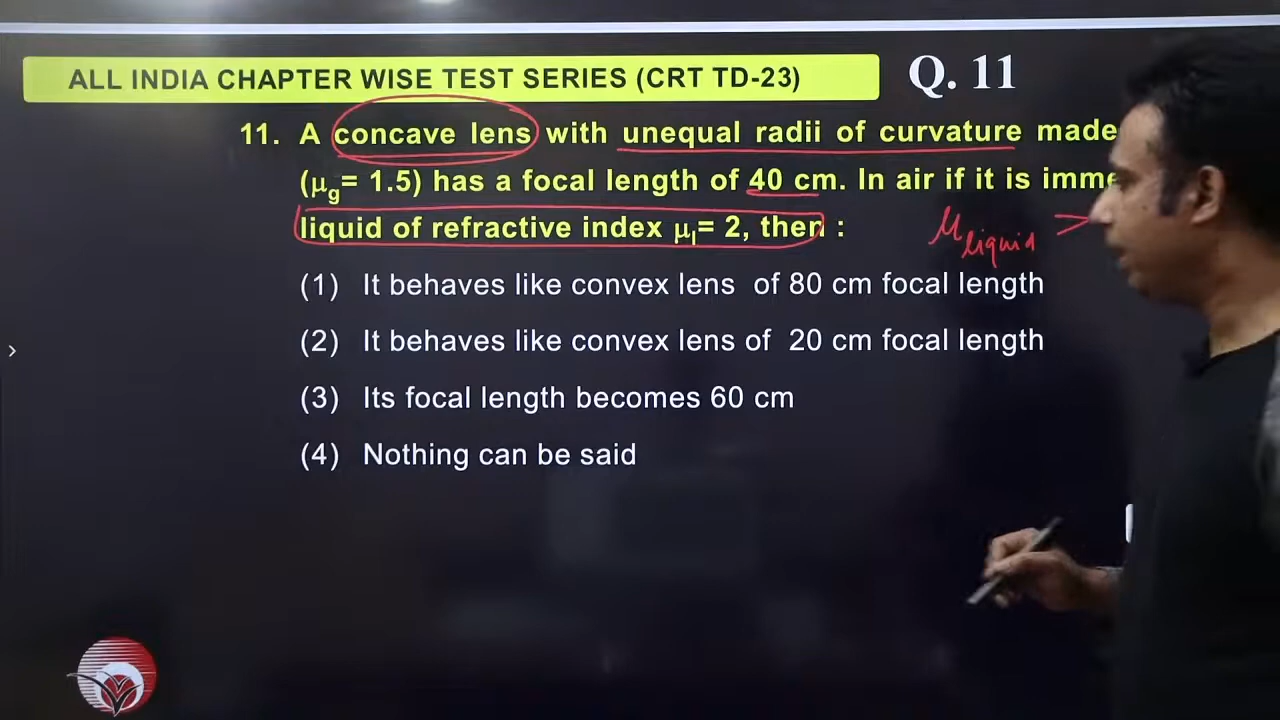 ALL INDIA CHAPTER WISE TEST SERIES (CRT TD-23)
Q. 11
11. A concave lens with unequal radii of curvature made
(μg= 1.5) has a focal length of 40 cm. In air if it is imme
liquid of refractive index μl= 2, then :
μliquid >
(1) It behaves like convex lens of 80 cm focal length
(2) It behaves like convex lens of 20 cm focal length
(3) Its focal length becomes 60 cm
(4) Nothing can be said